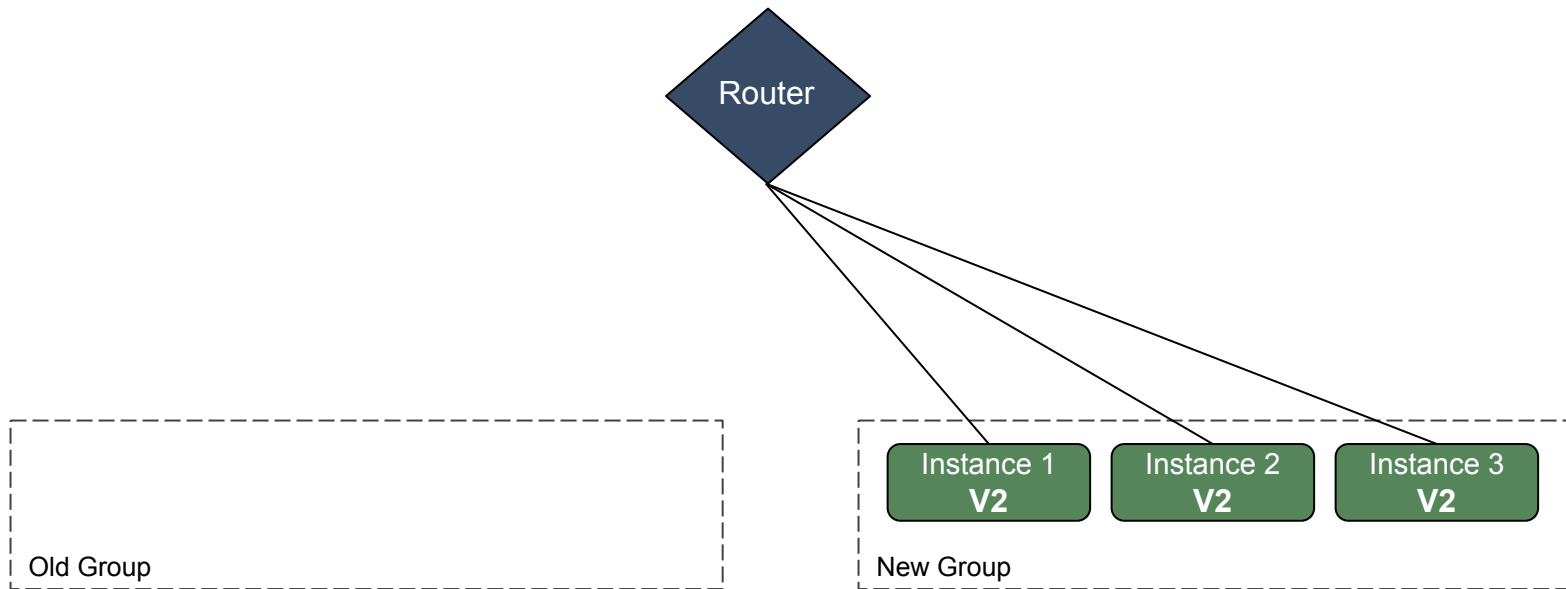 Router
Instance 1
V2
Instance 2
V2
Instance 3
V2
Old Group
New Group